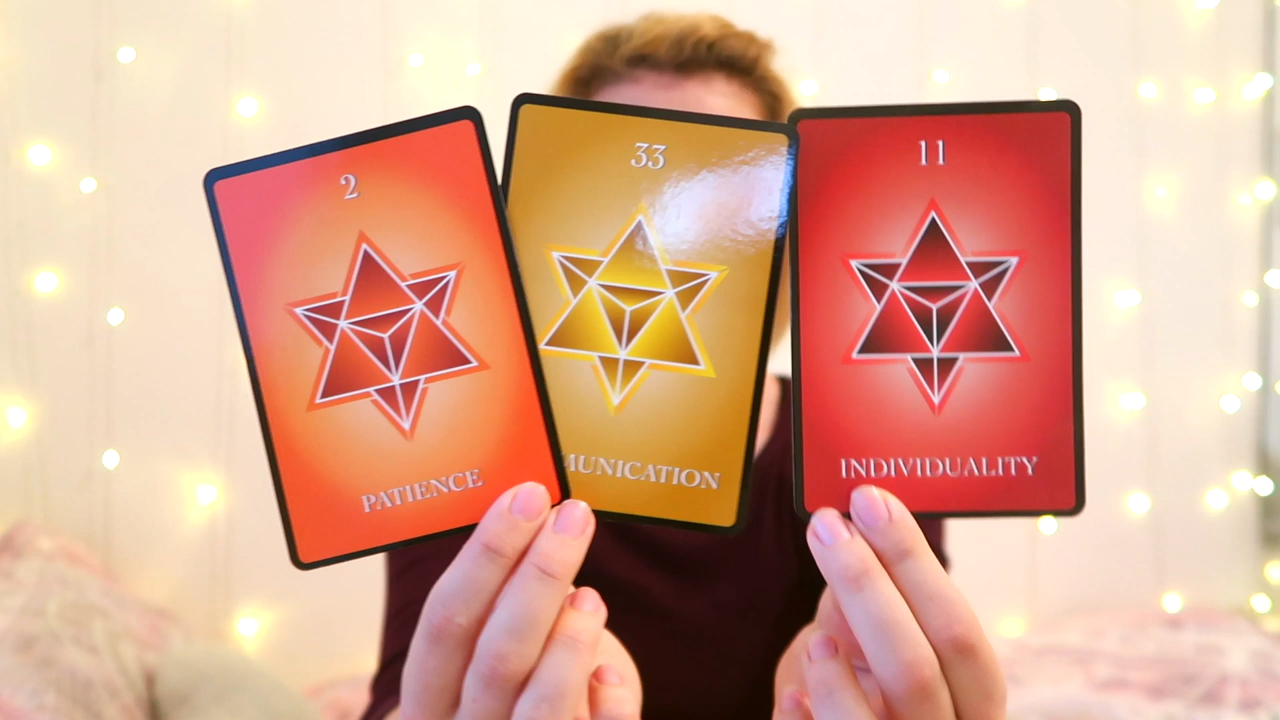 2
PATIENCE
33
MUNICATION
11
INDIVIDUALITY